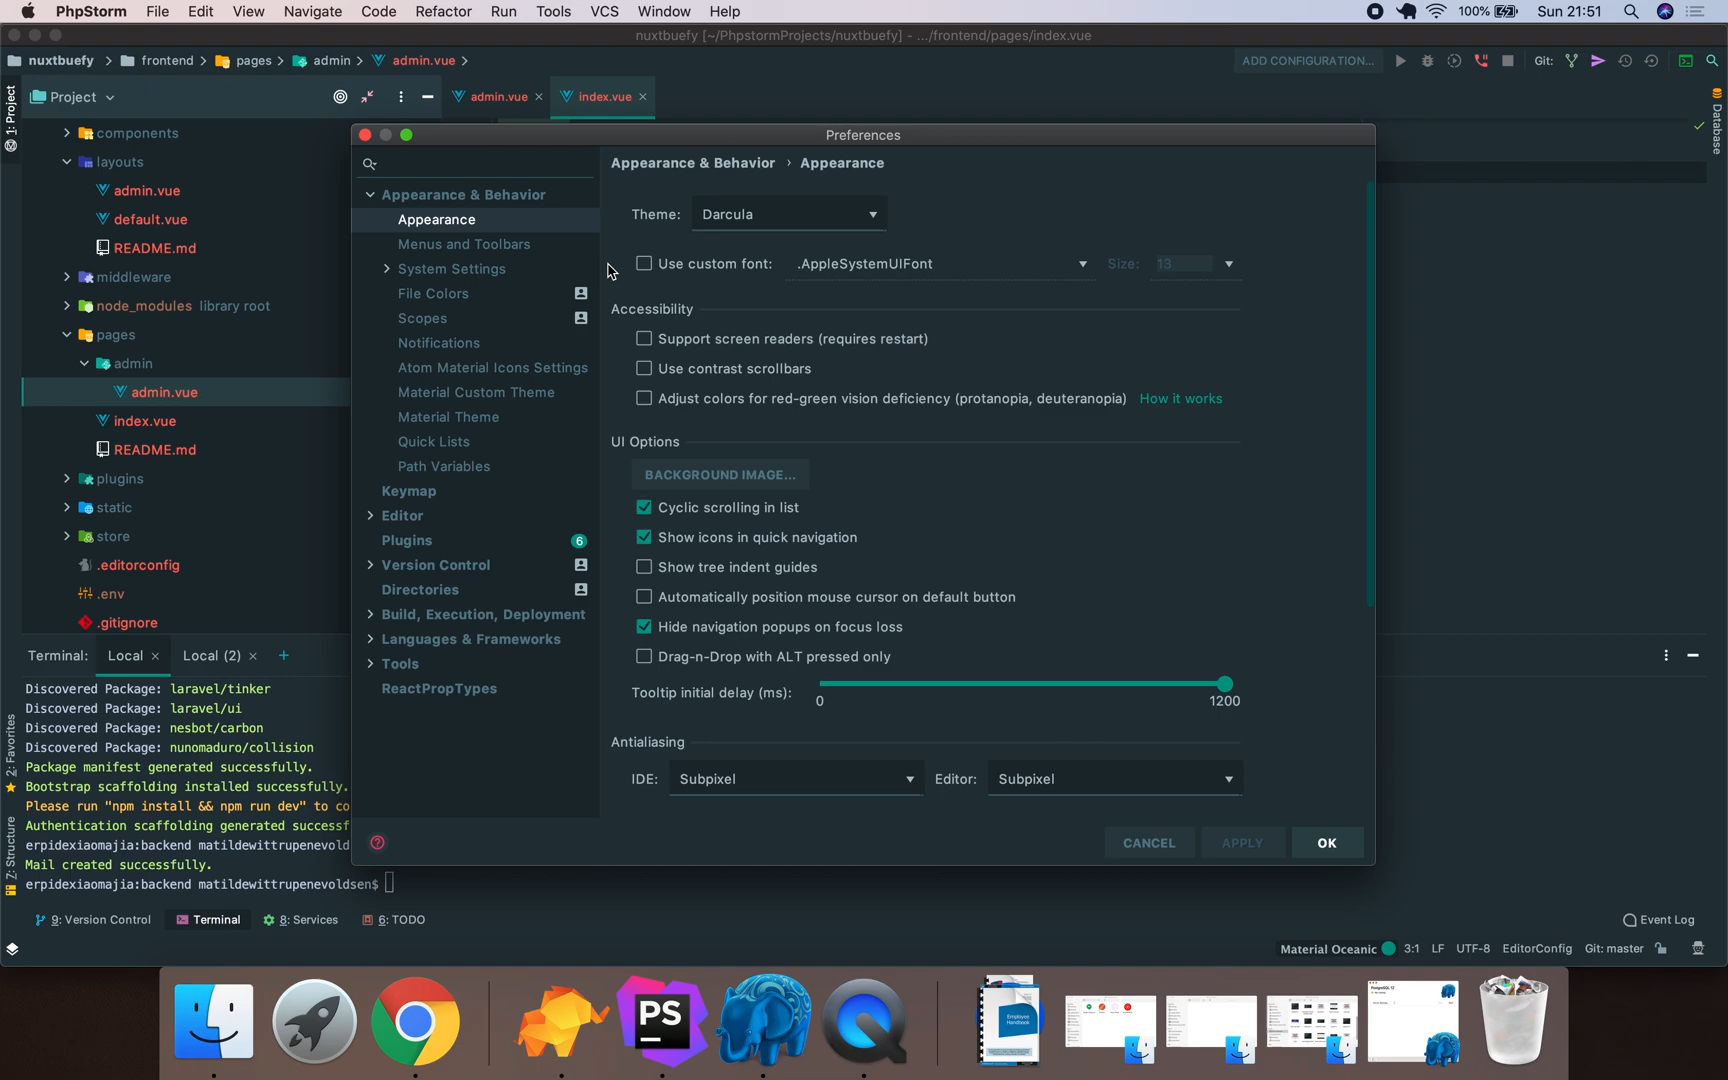 PhpStorm File Edit View Navigate Code Refactor Run Tools VCS Window Help 100% Sun 21:51
nuxtbuefy [~/PhpstormProjects/nuxtbuefy] - .../frontend/pages/index.vue
nuxtbuefy frontend pages admin admin.vue ADD CONFIGURATION... Git:
Project admin.vue index.vue
1: Project
Database
components
layouts
admin.vue
default.vue
README.md
middleware
node_modules library root
pages
admin
admin.vue
index.vue
README.md
plugins
static
store
.editorconfig
.env
.gitignore
Preferences
Appearance & Behavior
Appearance
Menus and Toolbars
System Settings
File Colors
Scopes
Notifications
Atom Material Icons Settings
Material Custom Theme
Material Theme
Quick Lists
Path Variables
Keymap
Editor
Plugins 6
Version Control
Directories
Build, Execution, Deployment
Languages & Frameworks
Tools
ReactPropTypes
Appearance & Behavior › Appearance
Theme: Darcula
Use custom font: .AppleSystemUIFont Size: 13
Accessibility
Support screen readers (requires restart)
Use contrast scrollbars
Adjust colors for red-green vision deficiency (protanopia, deuteranopia) How it works
UI Options
BACKGROUND IMAGE...
Cyclic scrolling in list
Show icons in quick navigation
Show tree indent guides
Automatically position mouse cursor on default button
Hide navigation popups on focus loss
Drag-n-Drop with ALT pressed only
Tooltip initial delay (ms):
0 1200
Antialiasing
IDE: Subpixel Editor: Subpixel
CANCEL APPLY OK
Terminal: Local Local (2)
Discovered Package: laravel/tinker
Discovered Package: laravel/ui
Discovered Package: nesbot/carbon
Discovered Package: nunomaduro/collision
Package manifest generated successfully.
Bootstrap scaffolding installed successfully.
Please run "npm install && npm run dev" to co
Authentication scaffolding generated successf
erpidexiaomajia:backend matildewittrupenevold
Mail created successfully.
erpidexiaomajia:backend matildewittrupenevoldsen$
2: Favorites
Z: Structure
9: Version Control Terminal 8: Services 6: TODO Event Log
Material Oceanic 3:1 LF UTF-8 EditorConfig Git: master
PS
Employee
Handbook
PostgreSQL 12